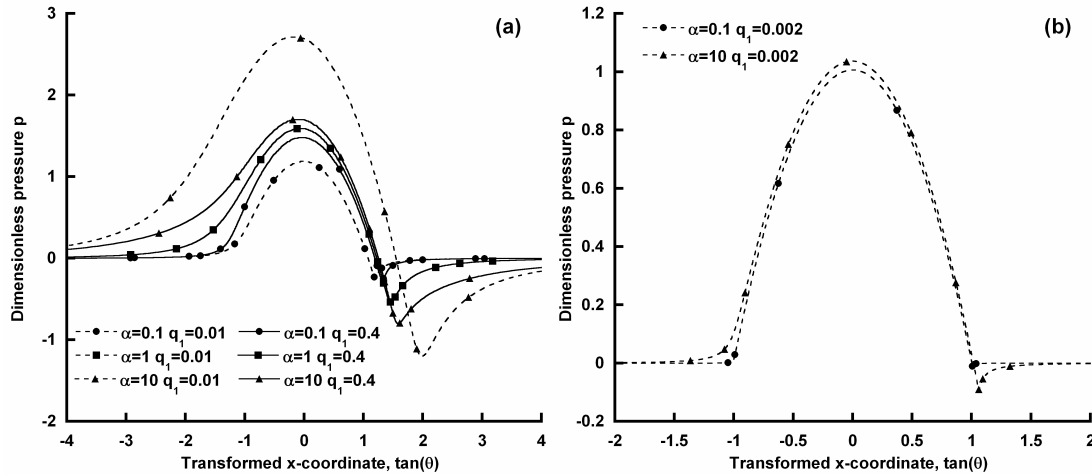 (a)
3
2
1
0
-1
-2
Dimensionless pressure p
α=0.1 q1=0.01
α=0.1 q1=0.4
α=1 q1=0.01
α=1 q1=0.4
α=10 q1=0.01
α=10 q1=0.4
-4 -3 -2 -1 0 1 2 3 4
Transformed x-coordinate, tan(θ)
(b)
α=0.1 q1=0.002
α=10 q1=0.002
1.2
1
0.8
0.6
0.4
0.2
0
-0.2
Dimensionless pressure p
-2 -1.5 -1 -0.5 0 0.5 1 1.5 2
Transformed x-coordinate, tan(θ)